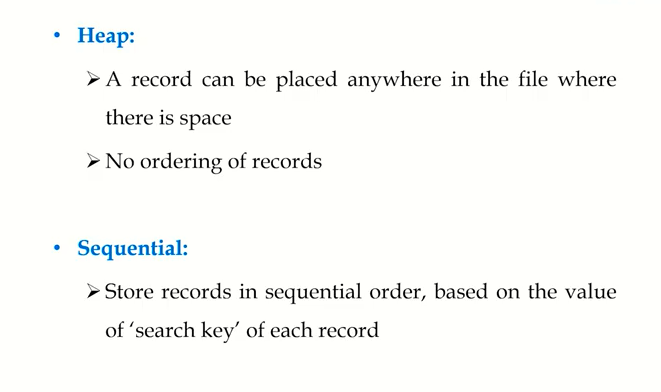 • Heap:
➢ A record can be placed anywhere in the file where
there is space
➢ No ordering of records
• Sequential:
➢ Store records in sequential order, based on the value
of ‘search key’ of each record